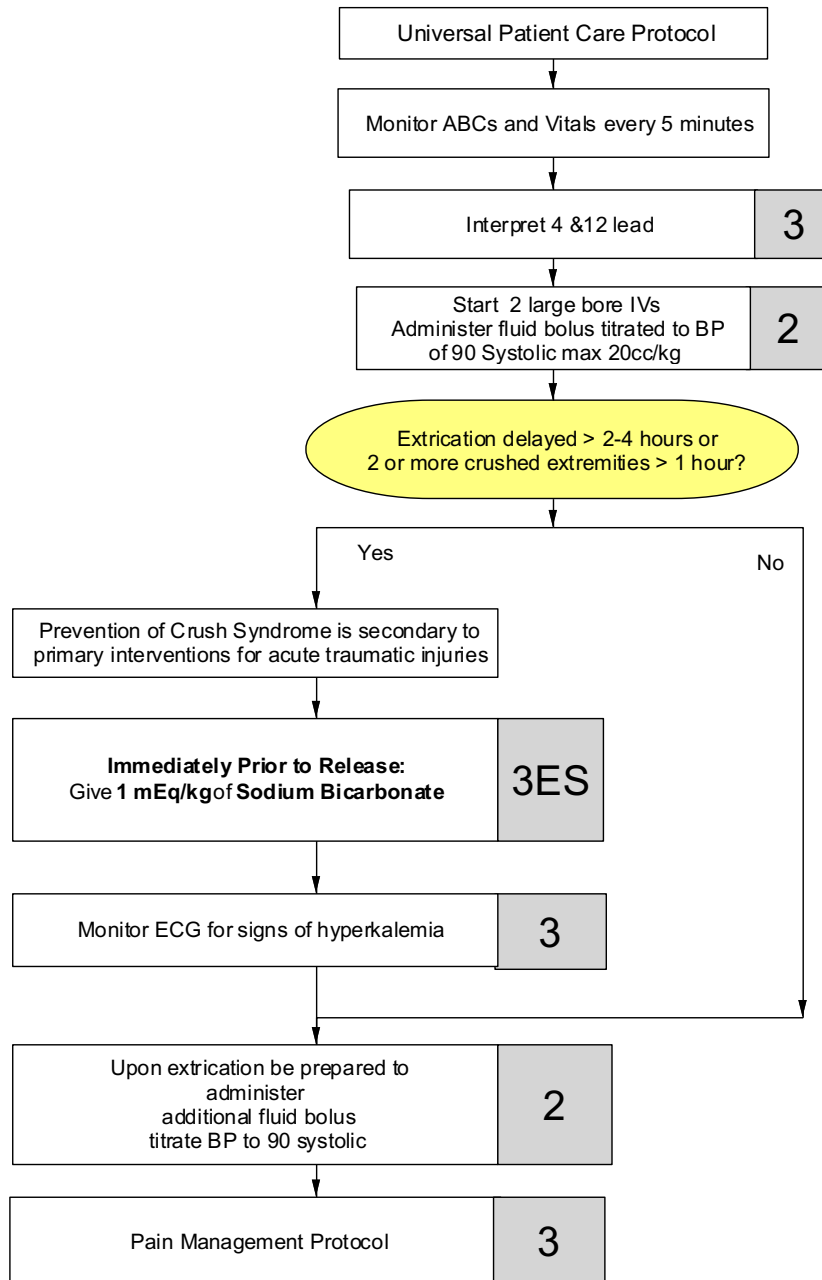 Universal Patient Care Protocol
Monitor ABCs and Vitals every 5 minutes
Interpret 4 &12 lead
3
Start 2 large bore IVs
Administer fluid bolus titrated to BP
of 90 Systolic max 20cc/kg
2
Extrication delayed > 2-4 hours or
2 or more crushed extremities > 1 hour?
Yes
No
Prevention of Crush Syndrome is secondary to
primary interventions for acute traumatic injuries
Immediately Prior to Release:
Give 1 mEq/kgof Sodium Bicarbonate
3ES
Monitor ECG for signs of hyperkalemia
3
Upon extrication be prepared to
administer
additional fluid bolus
titrate BP to 90 systolic
2
Pain Management Protocol
3